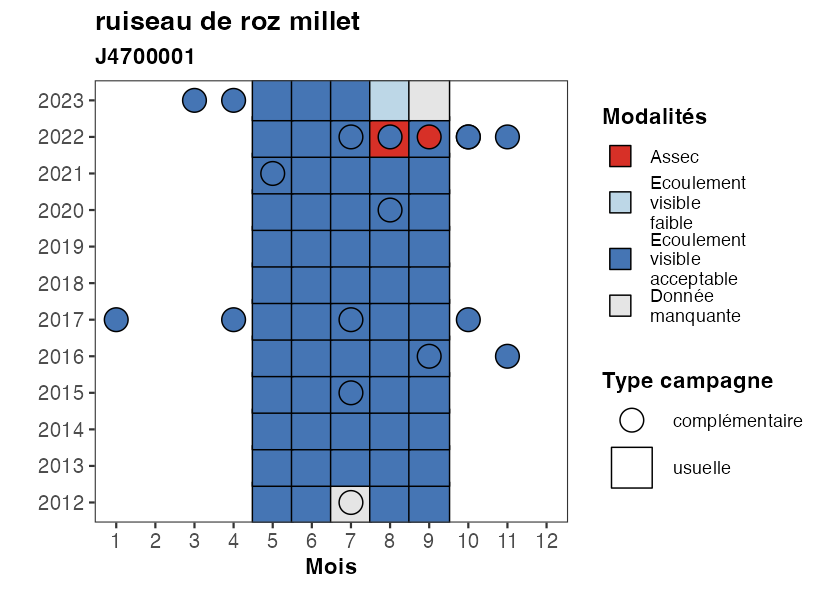 ruiseau de roz millet
J4700001
2023
2022
2021
2020
2019
2018
2017
2016
2015
2014
2013
2012
1 2 3 4 5 6 7 8 9 10 11 12
Mois
Modalités
Assec
Ecoulement
visible
faible
Ecoulement
visible
acceptable
Donnée
manquante
Type campagne
complémentaire
usuelle